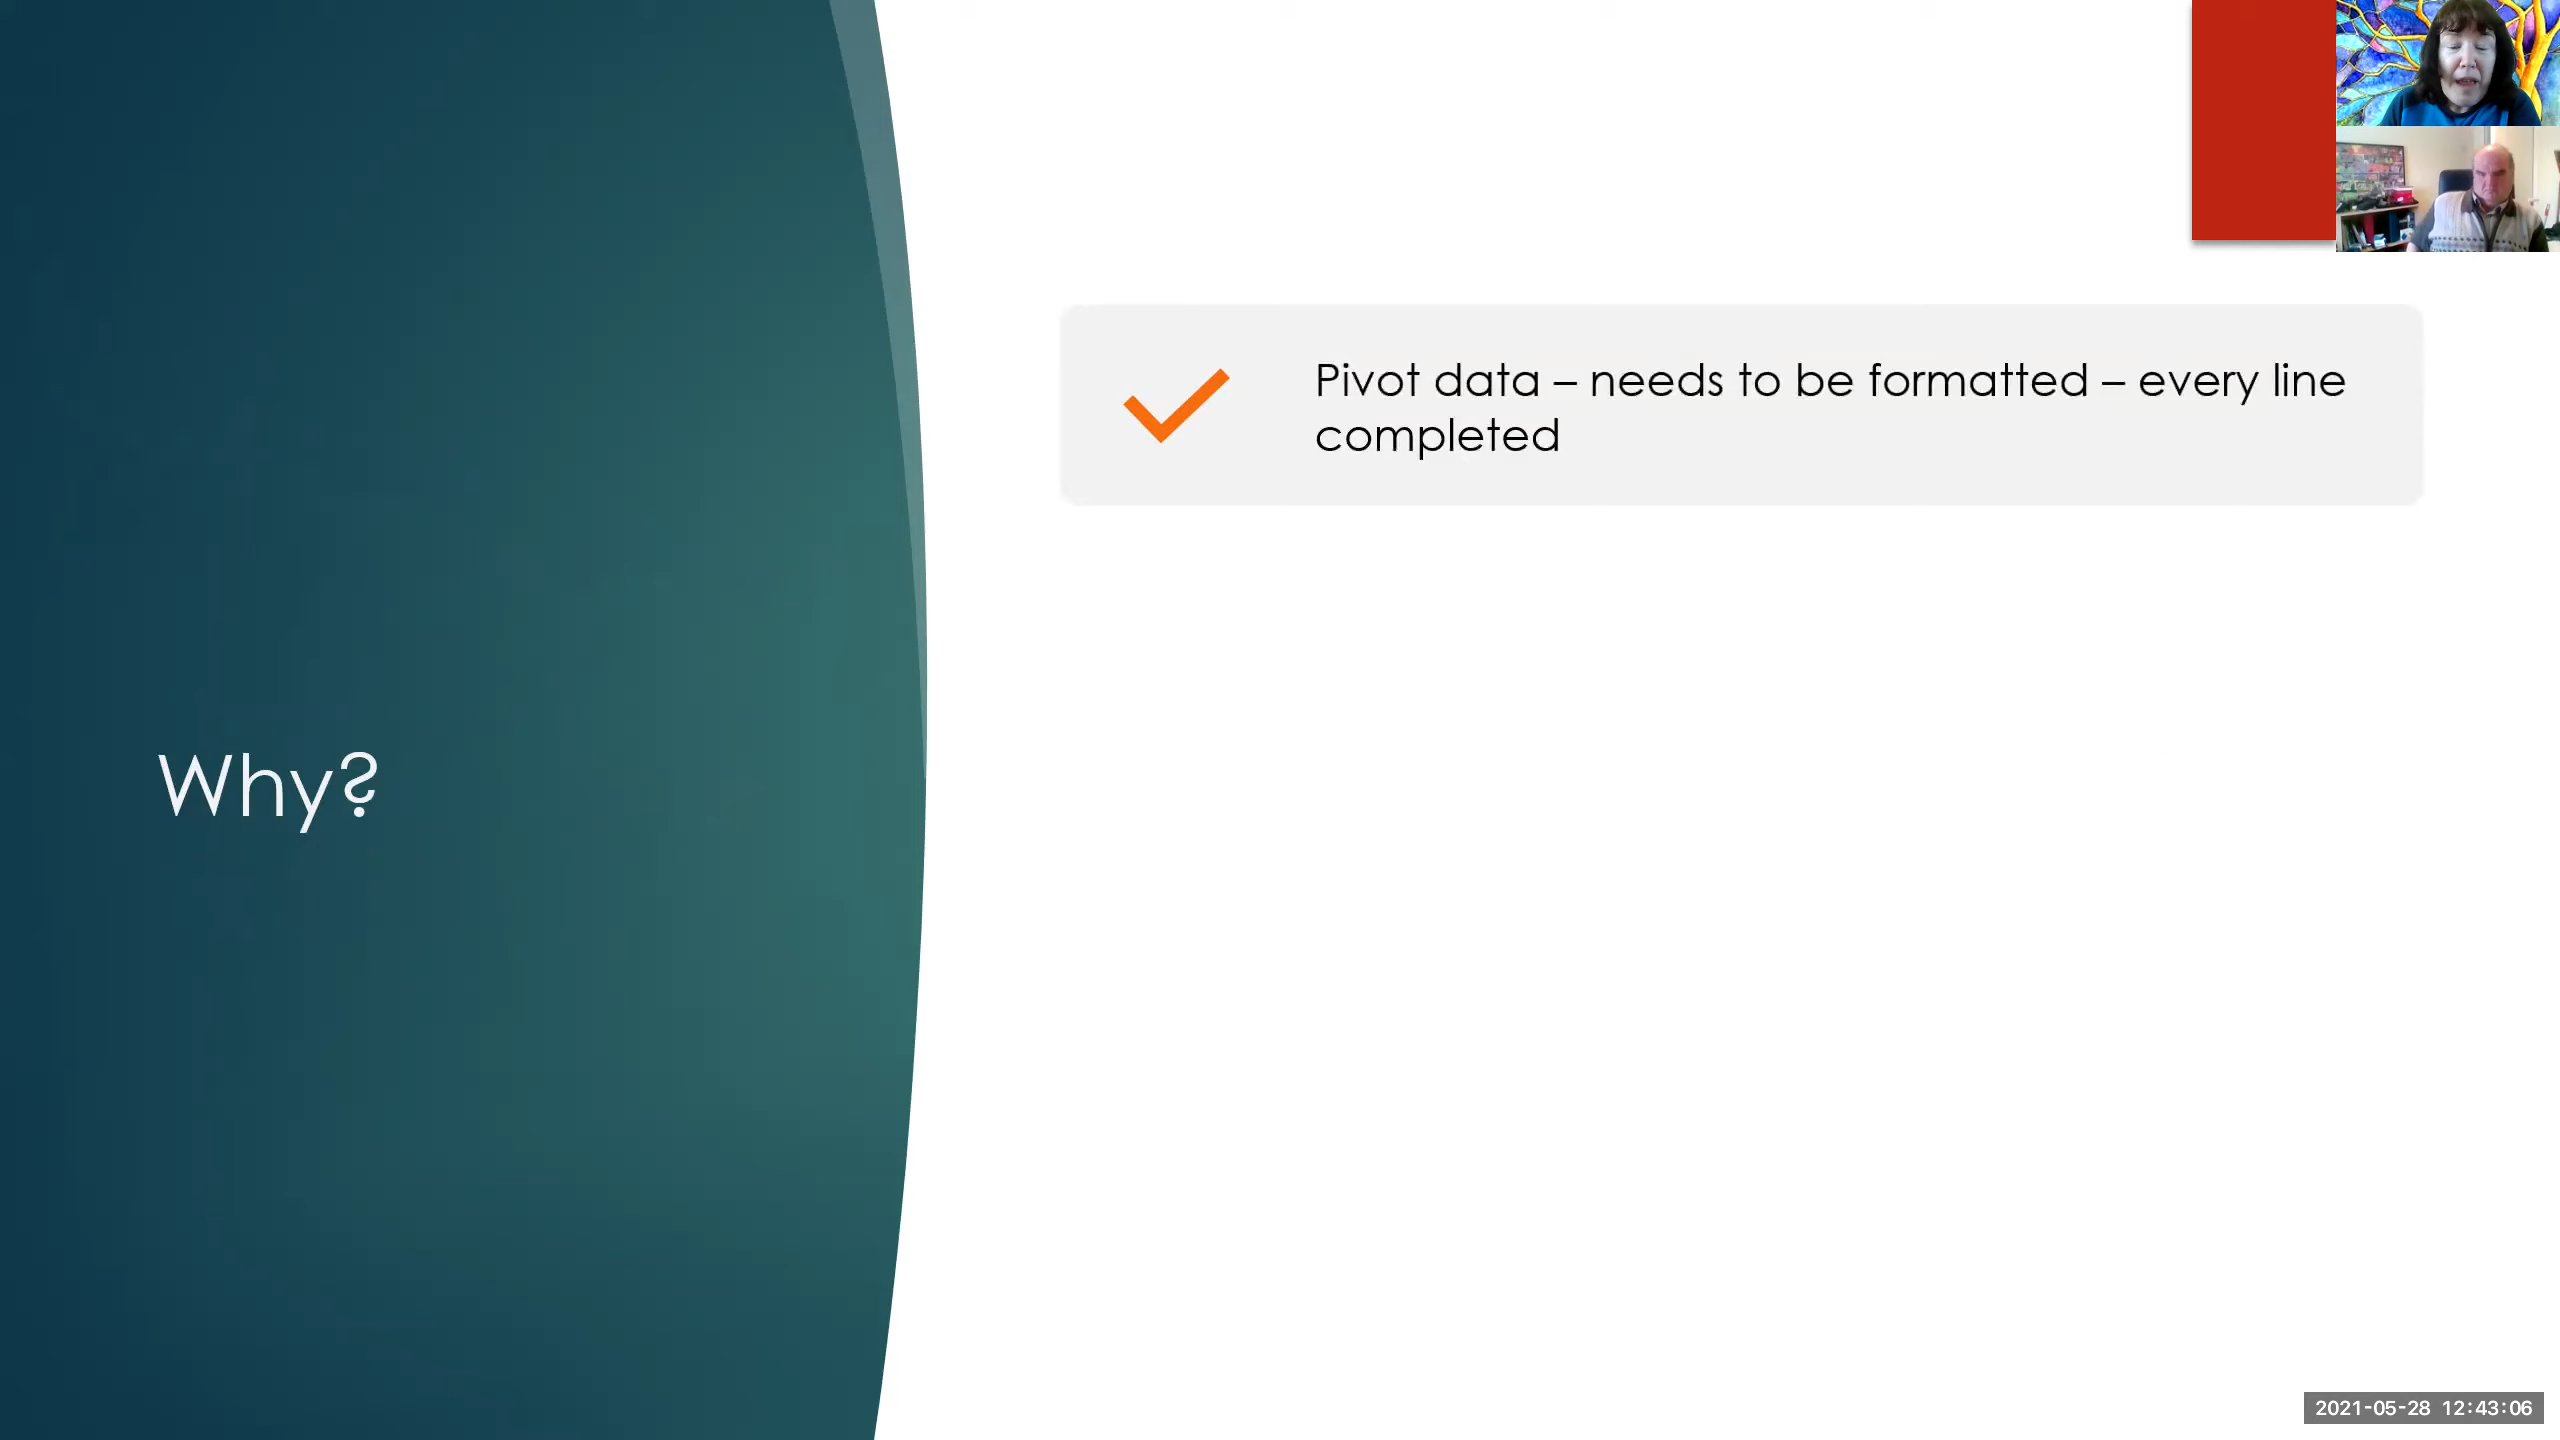 Pivot data – needs to be formatted – every line
completed
Why?
2021-05-28 12:43:06